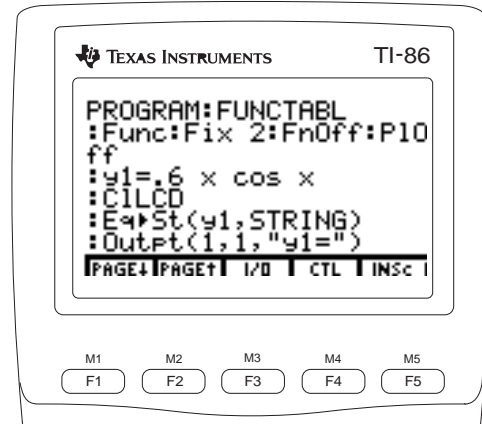 TEXAS INSTRUMENTS TI-86
PROGRAM:FUNCTABL
:Func:Fix 2:FnOff:PlO
ff
:y1=.6 x cos x
:ClLCD
:Eq▶St(y1,STRING)
:Outpt(1,1,"y1=")
PAGE↓ PAGE↑ I/O CTL INSc
M1 M2 M3 M4 M5
F1 F2 F3 F4 F5